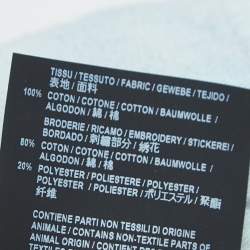 TISSU / TESSUTO / FABRIC / GEWEBE / TEJIDO /
表地 / 面料
100% COTON / COTONE / COTTON / BAUMWOLLE /
ALGODON / 綿 / 棉
BRODERIE / RICAMO / EMBROIDERY / STICKEREI /
BORDADO / 刺繍部分 / 绣花
80% COTON / COTONE / COTTON / BAUMWOLLE /
ALGODON / 綿 / 棉
20% POLYESTER / POLIESTERE / POLYESTER /
POLYESTER / POLIESTER / ポリエステル / 聚酯
纤维
CONTIENE PARTI NON TESSILI DI ORIGINE
ANIMALE / CONTAINS NON-TEXTILE PARTS OF
ANIMAL ORIGIN / CONTIENT DES